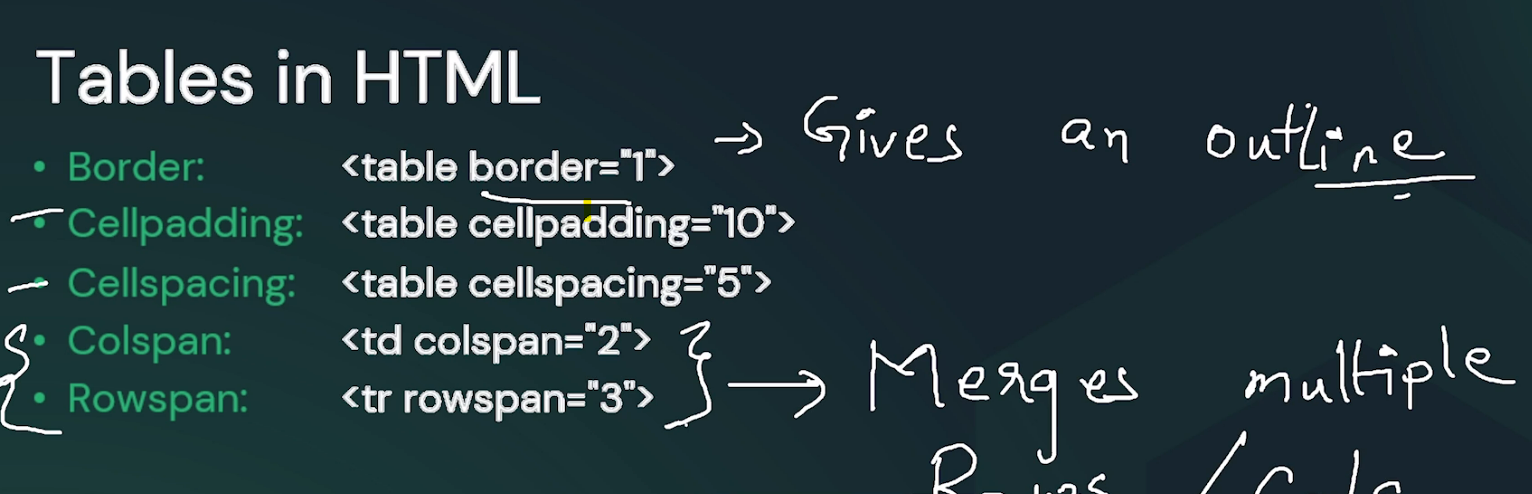 Tables in HTML
• Border: <table border="1"> → Gives an outline
• Cellpadding: <table cellpadding="10">
• Cellspacing: <table cellspacing="5">
• Colspan: <td colspan="2">
• Rowspan: <tr rowspan="3"> } → Merges multiple
Rows /